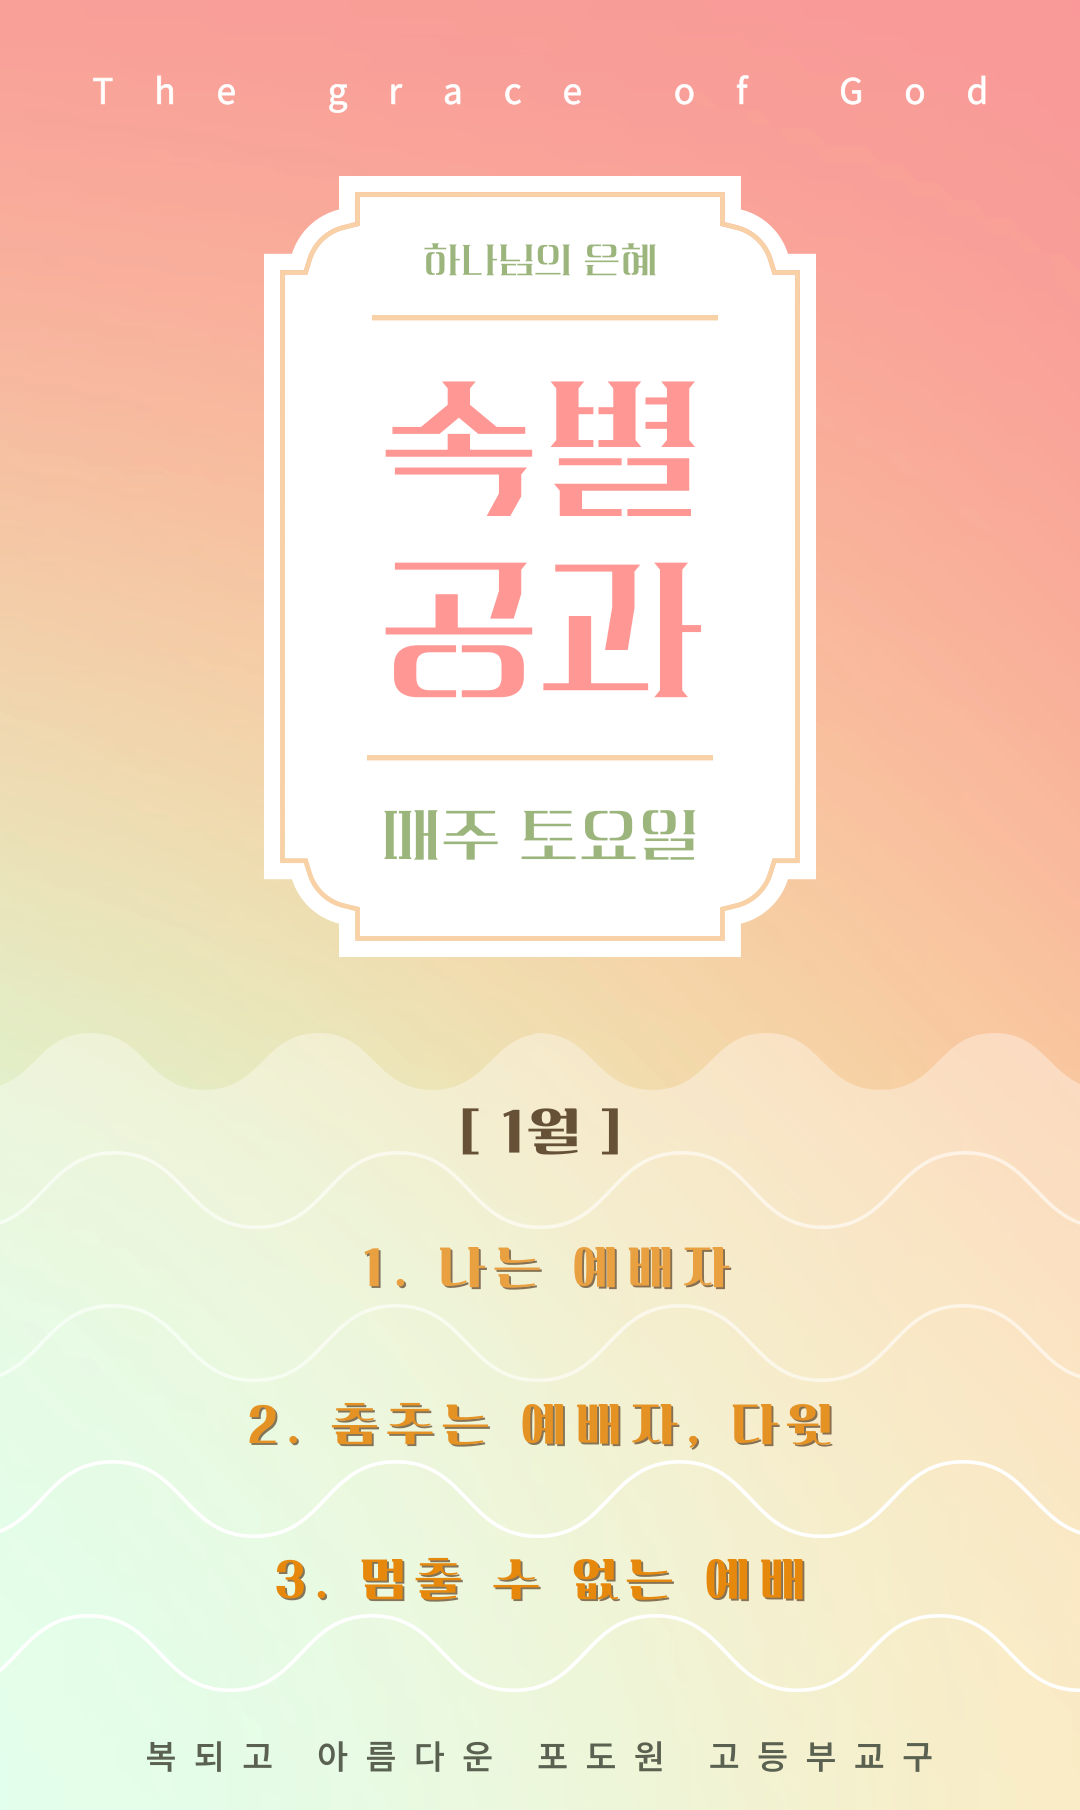 The grace of God
하나님의 은혜
속별
공과
매주 토요일
[ 1월 ]
1. 나는 예배자
2. 춤추는 예배자, 다윗
3. 멈출 수 없는 예배
복되고 아름다운 포도원 고등부교구